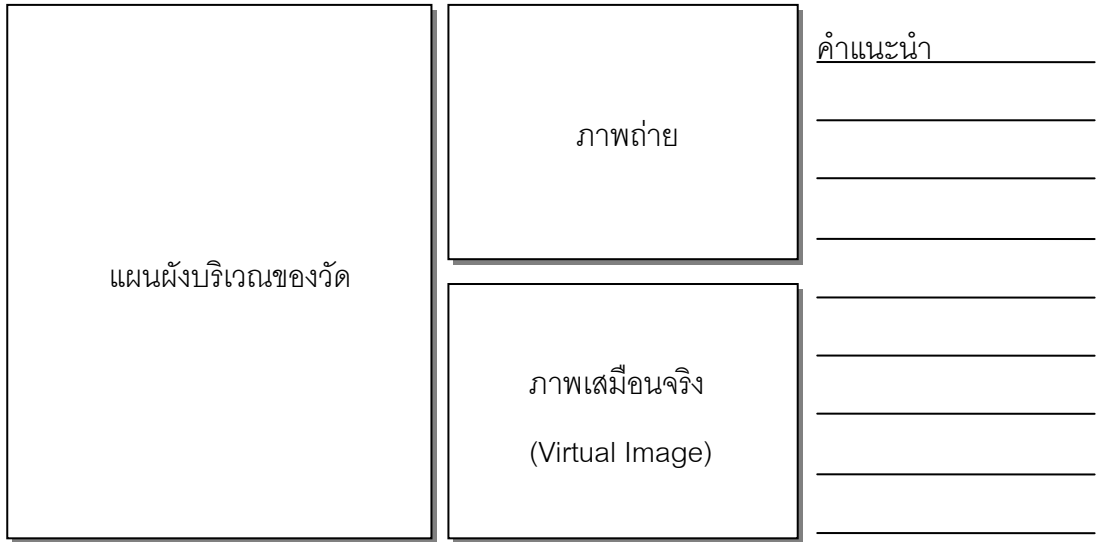 แผนผังบริเวณของวัด
ภาพถ่าย
ภาพเสมือนจริง
(Virtual Image)
คำแนะนำ